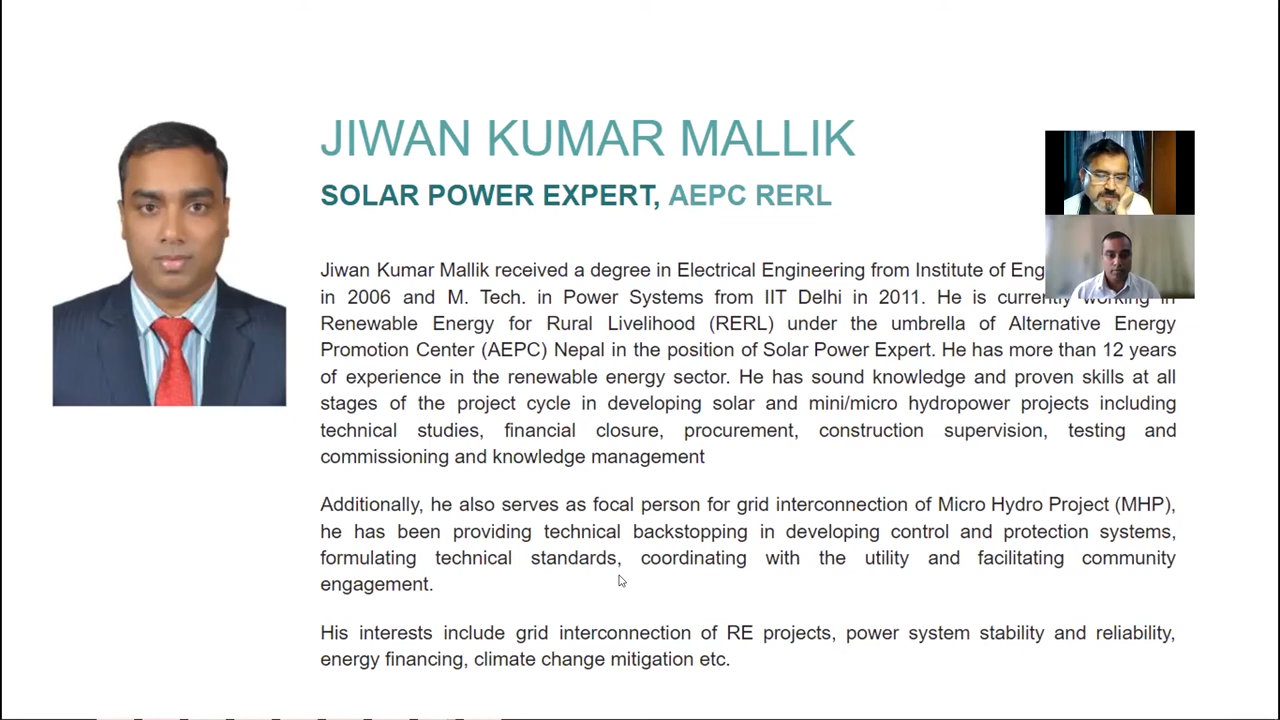 JIWAN KUMAR MALLIK
SOLAR POWER EXPERT, AEPC RERL
Jiwan Kumar Mallik received a degree in Electrical Engineering from Institute of
in 2006 and M. Tech. in Power Systems from IIT Delhi in 2011. He is currently working in
Renewable Energy for Rural Livelihood (RERL) under the umbrella of Alternative Energy
Promotion Center (AEPC) Nepal in the position of Solar Power Expert. He has more than 12 years
of experience in the renewable energy sector. He has sound knowledge and proven skills at all
stages of the project cycle in developing solar and mini/micro hydropower projects including
technical studies, financial closure, procurement, construction supervision, testing and
commissioning and knowledge management
Additionally, he also serves as focal person for grid interconnection of Micro Hydro Project (MHP),
he has been providing technical backstopping in developing control and protection systems,
formulating technical standards, coordinating with the utility and facilitating community
engagement.
His interests include grid interconnection of RE projects, power system stability and reliability,
energy financing, climate change mitigation etc.